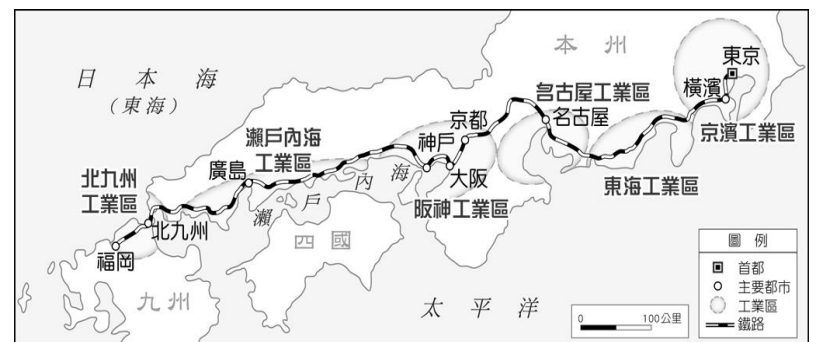 本州
日本海
（東海）
東京
橫濱
京濱工業區
名古屋工業區
名古屋
東海工業區
京都
神戶
大阪
阪神工業區
瀨戶內海
工業區
廣島
瀨戶內海
北九州
工業區
北九州
福岡
四國
九州
太平洋
圖例
首都
主要都市
工業區
鐵路
0 100公里